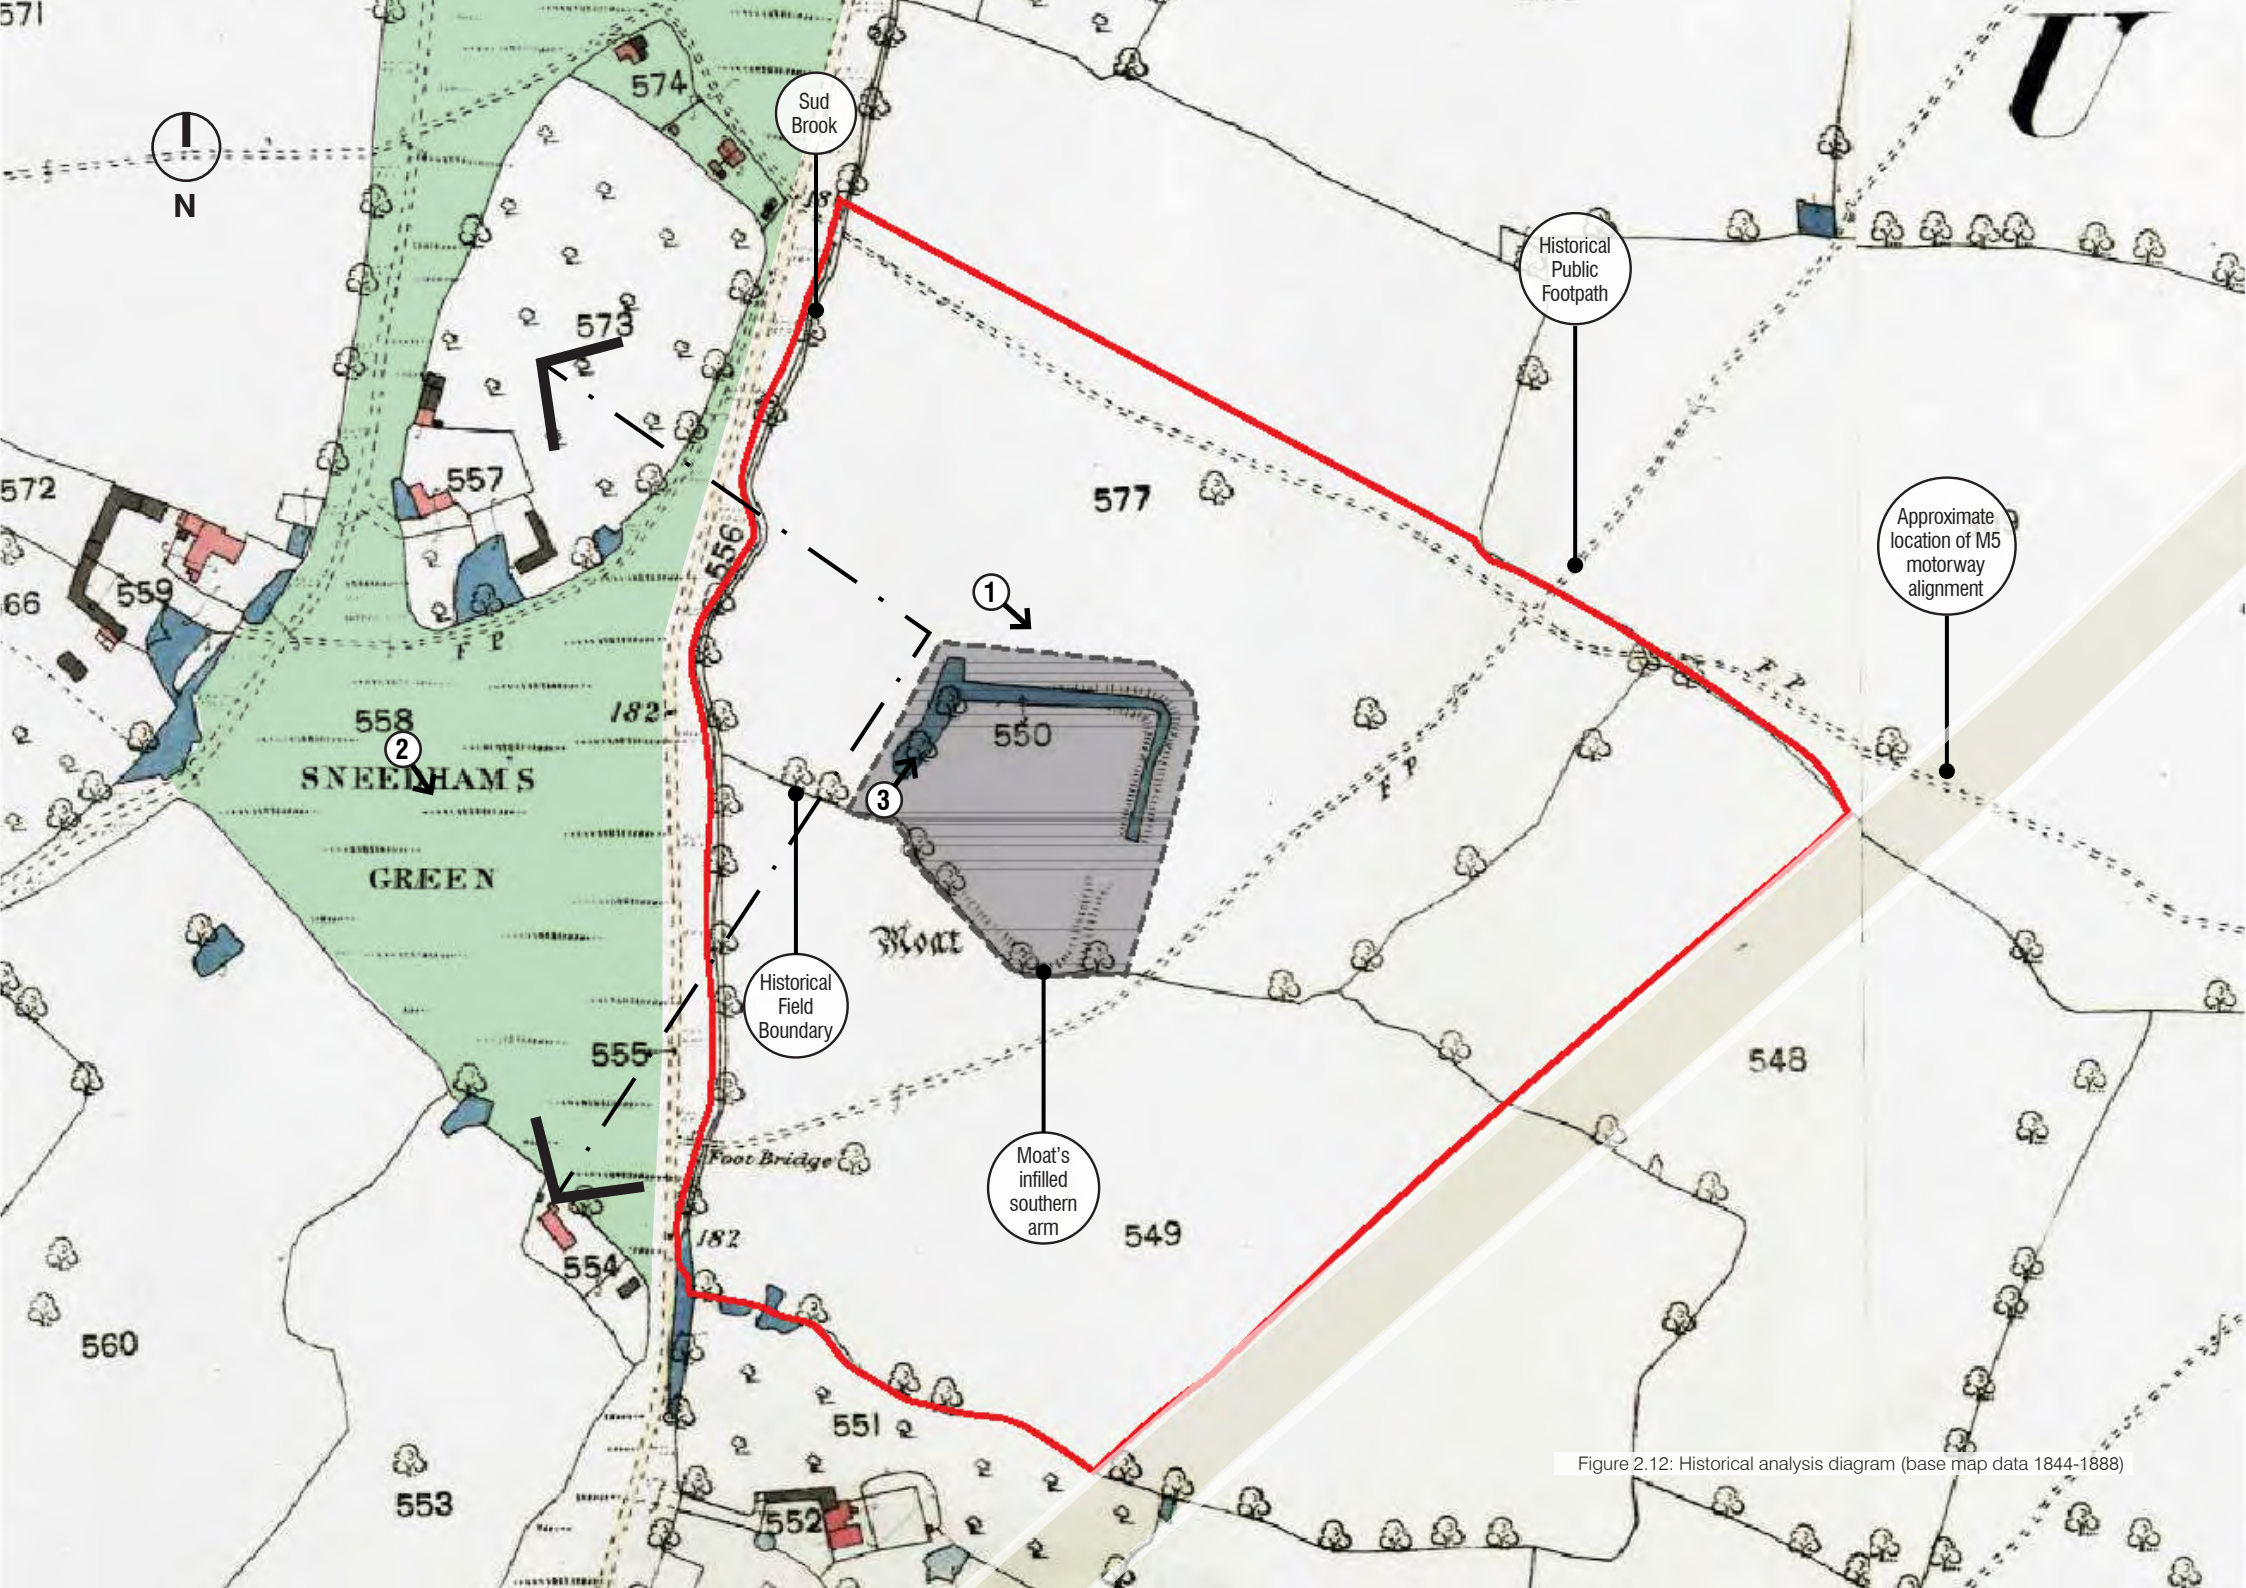 571
574
Sud
Brook
N
Historical
Public
Footpath
573
572
557
577
556
Approximate
location of M5
motorway
alignment
559
66
1
F P
F P
182
558
2
SNEEDHAM'S
550
F P
3
GREEN
Moat
Historical
Field
Boundary
555
548
Foot Bridge
Moat's
infilled
southern
arm
182
549
554
560
551
553
552
Figure 2.12: Historical analysis diagram (base map data 1844-1888)